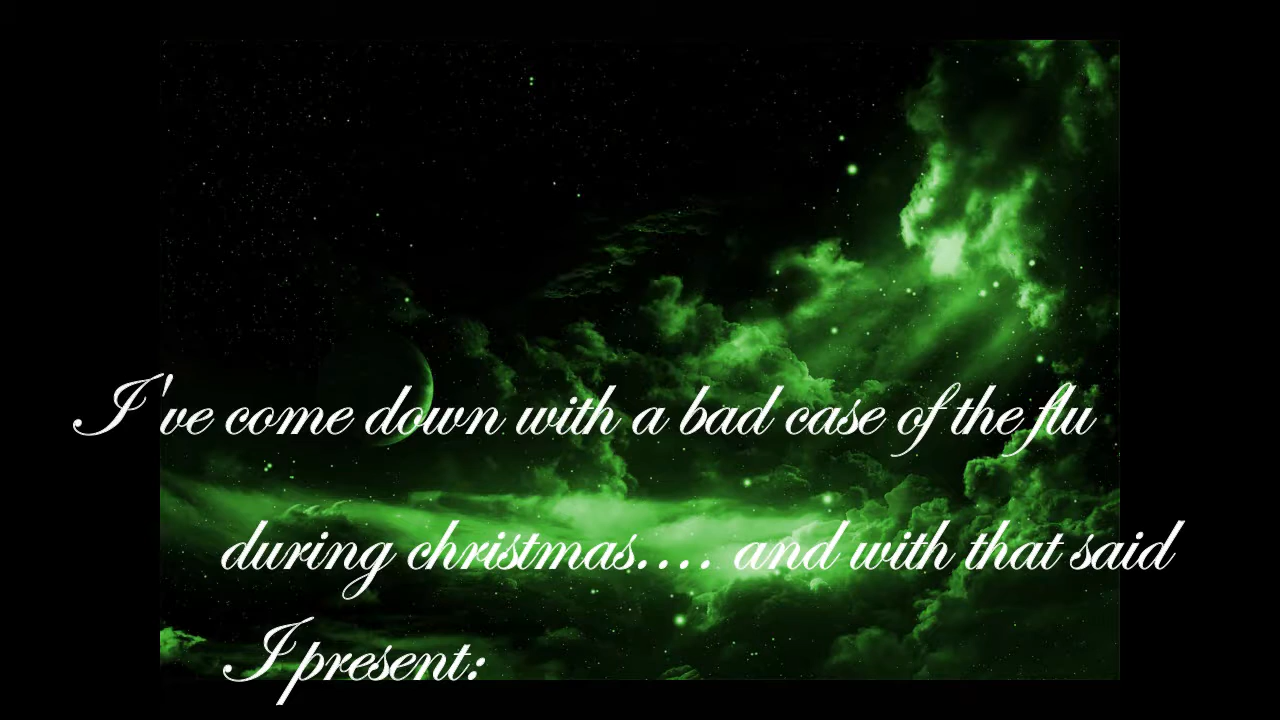 I've come down with a bad case of the flu
during christmas.... and with that said
I present: